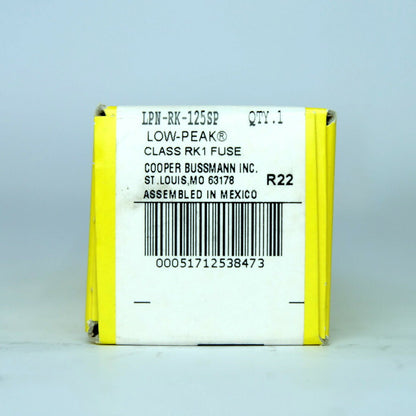 LPN-RK-125SP QTY.1
LOW-PEAK®
CLASS RK1 FUSE
COOPER BUSSMANN INC.
ST.LOUIS,MO 63178 R22
ASSEMBLED IN MEXICO
00051712538473